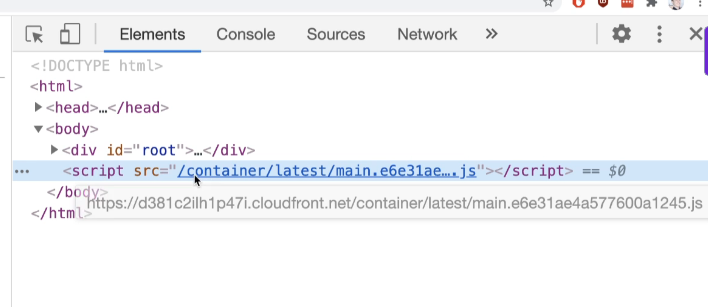 Elements Console Sources Network »
<!DOCTYPE html>
<html>
<head>…</head>
<body>
<div id="root">…</div>
… <script src="/container/latest/main.e6e31ae….js"></script> == $0
</body>
https://d381c2ilh1p47i.cloudfront.net/container/latest/main.e6e31ae4a577600a1245.js
</html>